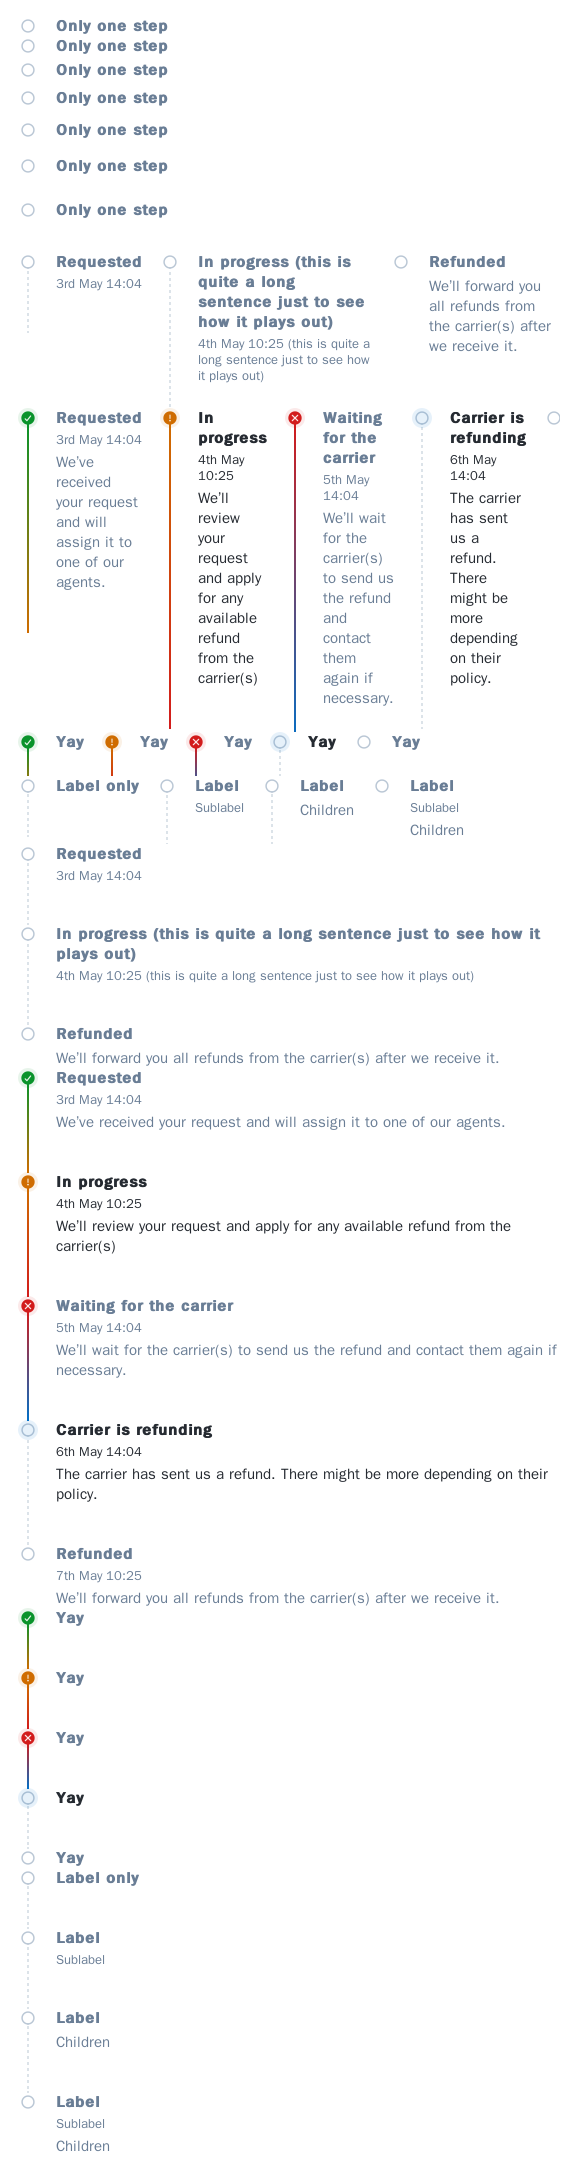 Only one step
Only one step
Only one step
Only one step
Only one step
Only one step
Only one step
Requested
3rd May 14:04
In progress (this is
quite a long
sentence just to see
how it plays out)
4th May 10:25 (this is quite a
long sentence just to see how
it plays out)
Refunded
We'll forward you
all refunds from
the carrier(s) after
we receive it.
Requested
3rd May 14:04
We've
received
your request
and will
assign it to
one of our
agents.
In
progress
4th May
10:25
We'll
review
your
request
and apply
for any
available
refund
from the
carrier(s)
Waiting
for the
carrier
5th May
14:04
We'll wait
for the
carrier(s)
to send us
the refund
and
contact
them
again if
necessary.
Carrier is
refunding
6th May
14:04
The carrier
has sent
us a
refund.
There
might be
more
depending
on their
policy.
Yay
Yay
Yay
Yay
Yay
Label only
Label
Sublabel
Label
Children
Label
Sublabel
Children
Requested
3rd May 14:04
In progress (this is quite a long sentence just to see how it
plays out)
4th May 10:25 (this is quite a long sentence just to see how it plays out)
Refunded
We'll forward you all refunds from the carrier(s) after we receive it.
Requested
3rd May 14:04
We've received your request and will assign it to one of our agents.
In progress
4th May 10:25
We'll review your request and apply for any available refund from the
carrier(s)
Waiting for the carrier
5th May 14:04
We'll wait for the carrier(s) to send us the refund and contact them again if
necessary.
Carrier is refunding
6th May 14:04
The carrier has sent us a refund. There might be more depending on their
policy.
Refunded
7th May 10:25
We'll forward you all refunds from the carrier(s) after we receive it.
Yay
Yay
Yay
Yay
Yay
Label only
Label
Sublabel
Label
Children
Label
Sublabel
Children